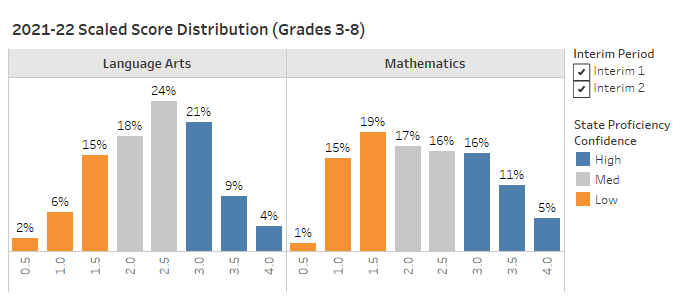 2021-22 Scaled Score Distribution (Grades 3-8)
Language Arts
Mathematics
2%
6%
15%
18%
24%
21%
9%
4%
1%
15%
19%
17%
16%
16%
11%
5%
0.5
1.0
1.5
2.0
2.5
3.0
3.5
4.0
0.5
1.0
1.5
2.0
2.5
3.0
3.5
4.0
Interim Period
Interim 1
Interim 2
State Proficiency
Confidence
High
Med
Low